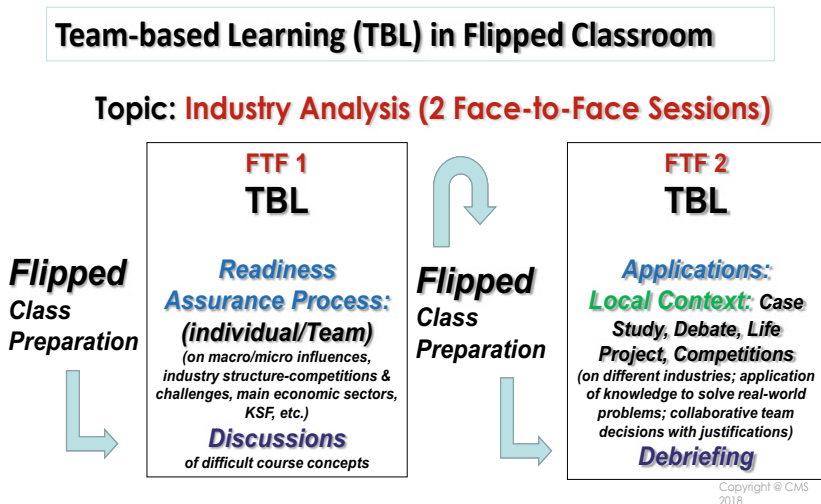 Team-based Learning (TBL) in Flipped Classroom
Topic: Industry Analysis (2 Face-to-Face Sessions)
Flipped
Class
Preparation
FTF 1
TBL
Readiness
Assurance Process:
(individual/Team)
(on macro/micro influences,
industry structure-competitions &
challenges, main economic sectors,
KSF, etc.)
Discussions
of difficult course concepts
Flipped
Class
Preparation
FTF 2
TBL
Applications:
Local Context: Case
Study, Debate, Life
Project, Competitions
(on different industries; application
of knowledge to solve real-world
problems; collaborative team
decisions with justifications)
Debriefing
Copyright @ CMS
2018